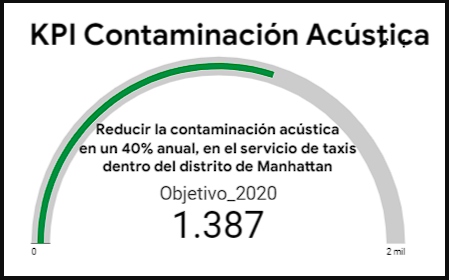 KPI Contaminación Acústica
Reducir la contaminación acústica
en un 40% anual, en el servicio de taxis
dentro del distrito de Manhattan
Objetivo_2020
1.387
0
2 mil